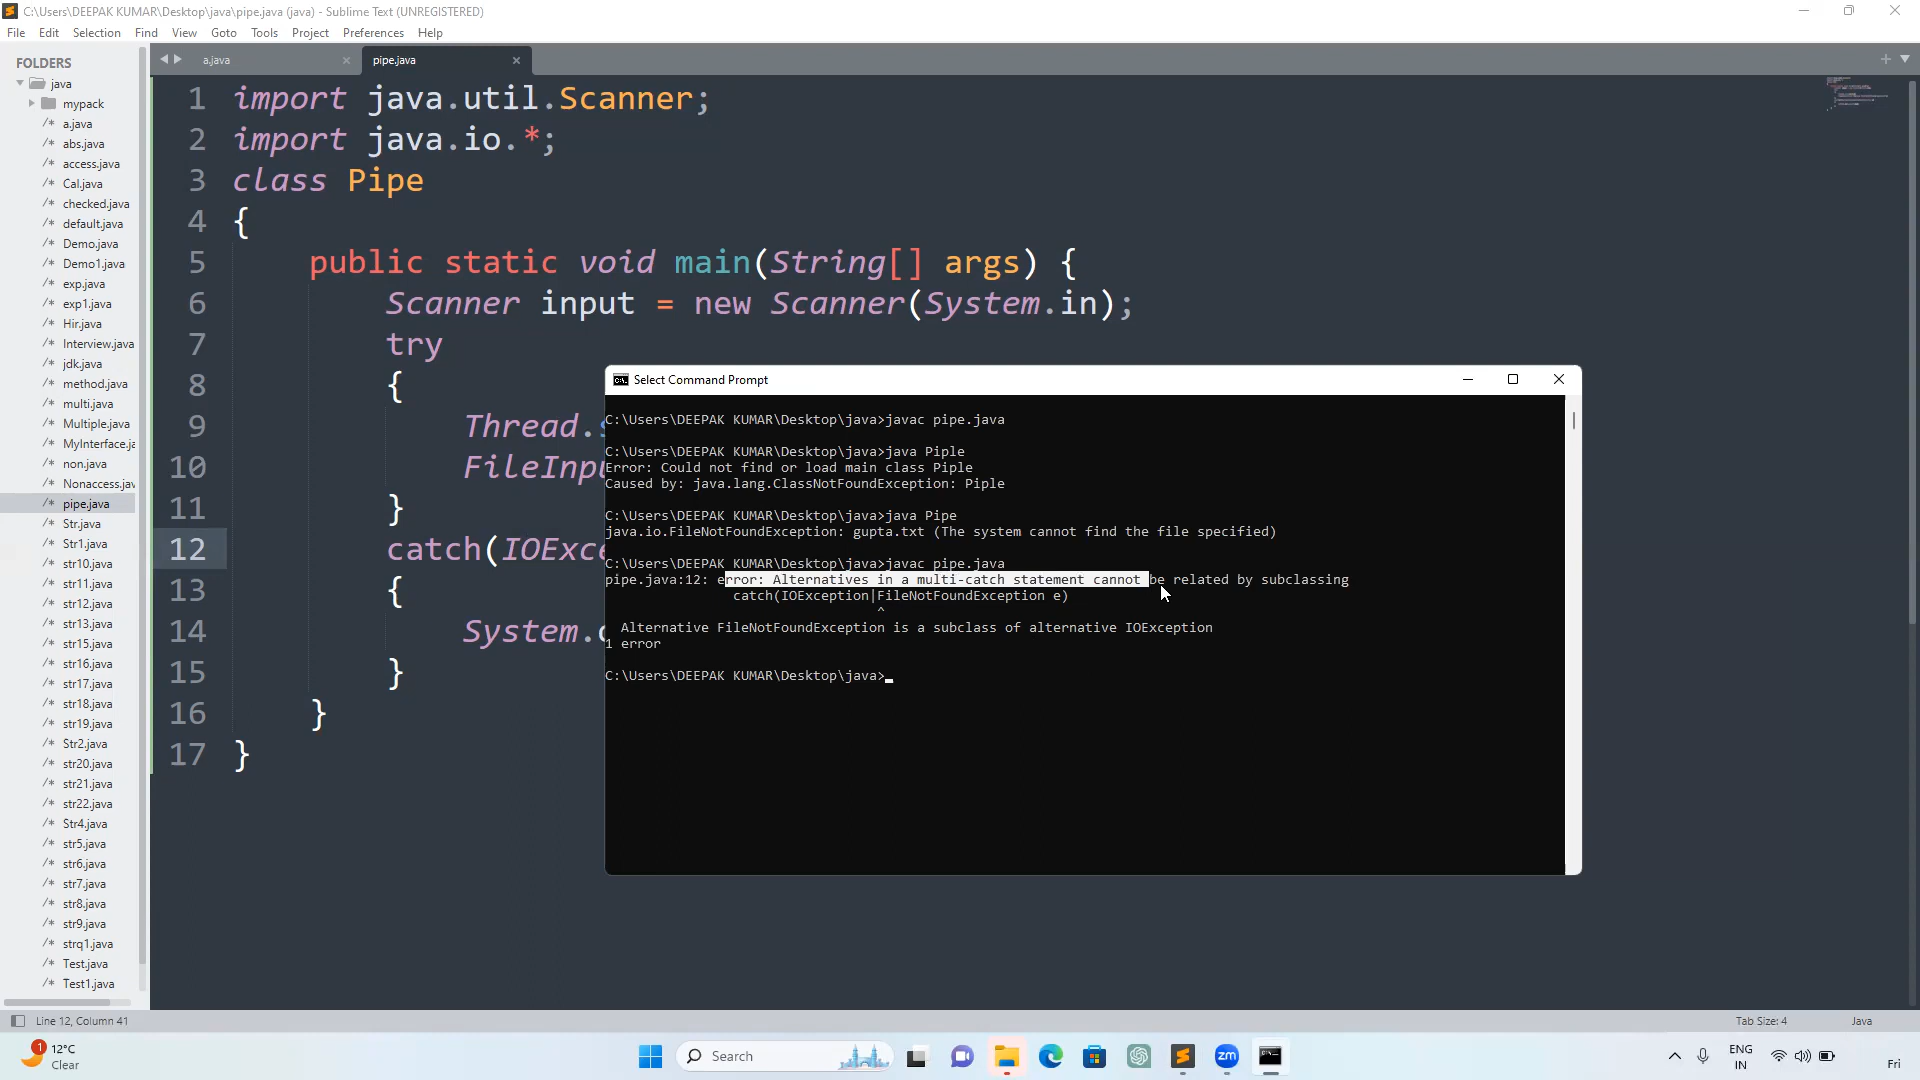 C:\Users\DEEPAK KUMAR\Desktop\java\pipe.java (java) - Sublime Text (UNREGISTERED)
File Edit Selection Find View Goto Tools Project Preferences Help
FOLDERS
java
mypack
/* a.java
/* abs.java
/* access.java
/* Cal.java
/* checked.java
/* default.java
/* Demo.java
/* Demo1.java
/* exp.java
/* exp1.java
/* Hir.java
/* Interview.java
/* jdk.java
/* method.java
/* multi.java
/* Multiple.java
/* MyInterface.ja
/* non.java
/* Nonaccess.jav
/* pipe.java
/* Str.java
/* Str1.java
/* str10.java
/* str11.java
/* str12.java
/* str13.java
/* str14.java
/* str15.java
/* str16.java
/* str17.java
/* str18.java
/* str19.java
/* Str2.java
/* str20.java
/* str21.java
/* str22.java
/* Str4.java
/* str5.java
/* str6.java
/* str7.java
/* str8.java
/* str9.java
/* strq1.java
/* Test.java
/* Test1.java
a.java
pipe.java
1 import java.util.Scanner;
2 import java.io.*;
3 class Pipe
4 {
5 public static void main(String[] args) {
6 Scanner input = new Scanner(System.in);
7 try
8 {
9 Thread.s
10 FileInpu
11 }
12 catch(IOExce
13 {
14 System.o
15 }
16 }
17 }
Select Command Prompt
C:\Users\DEEPAK KUMAR\Desktop\java>javac pipe.java
C:\Users\DEEPAK KUMAR\Desktop\java>java Piple
Error: Could not find or load main class Piple
Caused by: java.lang.ClassNotFoundException: Piple
C:\Users\DEEPAK KUMAR\Desktop\java>java Pipe
java.io.FileNotFoundException: gupta.txt (The system cannot find the file specified)
C:\Users\DEEPAK KUMAR\Desktop\java>javac pipe.java
pipe.java:12: error: Alternatives in a multi-catch statement cannot be related by subclassing
catch(IOException|FileNotFoundException e)
^
Alternative FileNotFoundException is a subclass of alternative IOException
1 error
C:\Users\DEEPAK KUMAR\Desktop\java>
Line 12, Column 41
Tab Size: 4
Java
1
12°C
Clear
Search
zm
ENG
IN
Fri